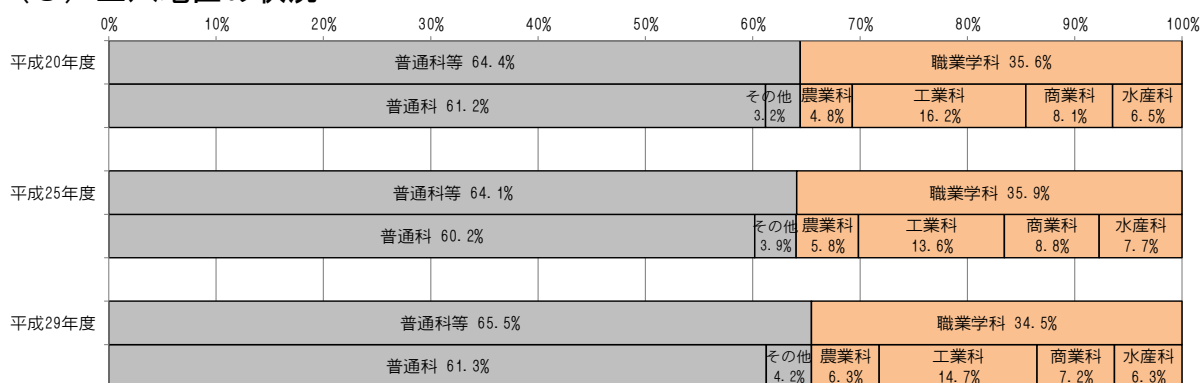 0% 10% 20% 30% 40% 50% 60% 70% 80% 90% 100%
平成20年度
普通科等 64.4% 職業学科 35.6%
普通科 61.2% その他 3.2% 農業科 4.8% 工業科 16.2% 商業科 8.1% 水産科 6.5%
平成25年度
普通科等 64.1% 職業学科 35.9%
普通科 60.2% その他 3.9% 農業科 5.8% 工業科 13.6% 商業科 8.8% 水産科 7.7%
平成29年度
普通科等 65.5% 職業学科 34.5%
普通科 61.3% その他 4.2% 農業科 6.3% 工業科 14.7% 商業科 7.2% 水産科 6.3%